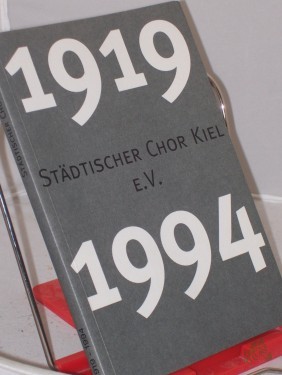 1919
STÄDTISCHER CHOR KIEL
E.V.
1994